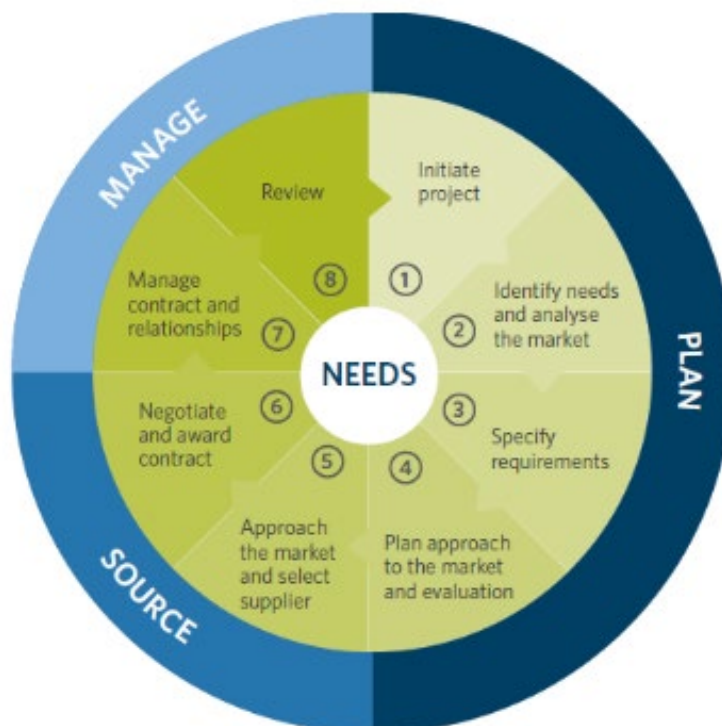 MANAGE
PLAN
SOURCE
NEEDS
1
Initiate
project
2
Identify needs
and analyse
the market
3
Specify
requirements
4
Plan approach
to the market
and evaluation
5
Approach
the market
and select
supplier
6
Negotiate
and award
contract
7
Manage
contract and
relationships
8
Review